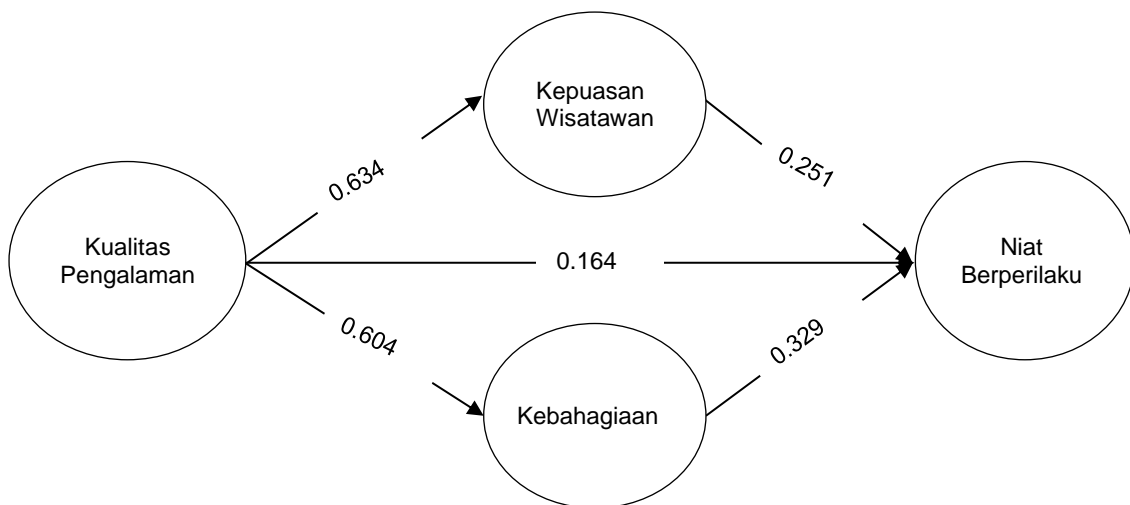 Kepuasan
Wisatawan
0.634
0.251
Kualitas
Pengalaman
0.164
Niat
Berperilaku
0.604
0.329
Kebahagiaan